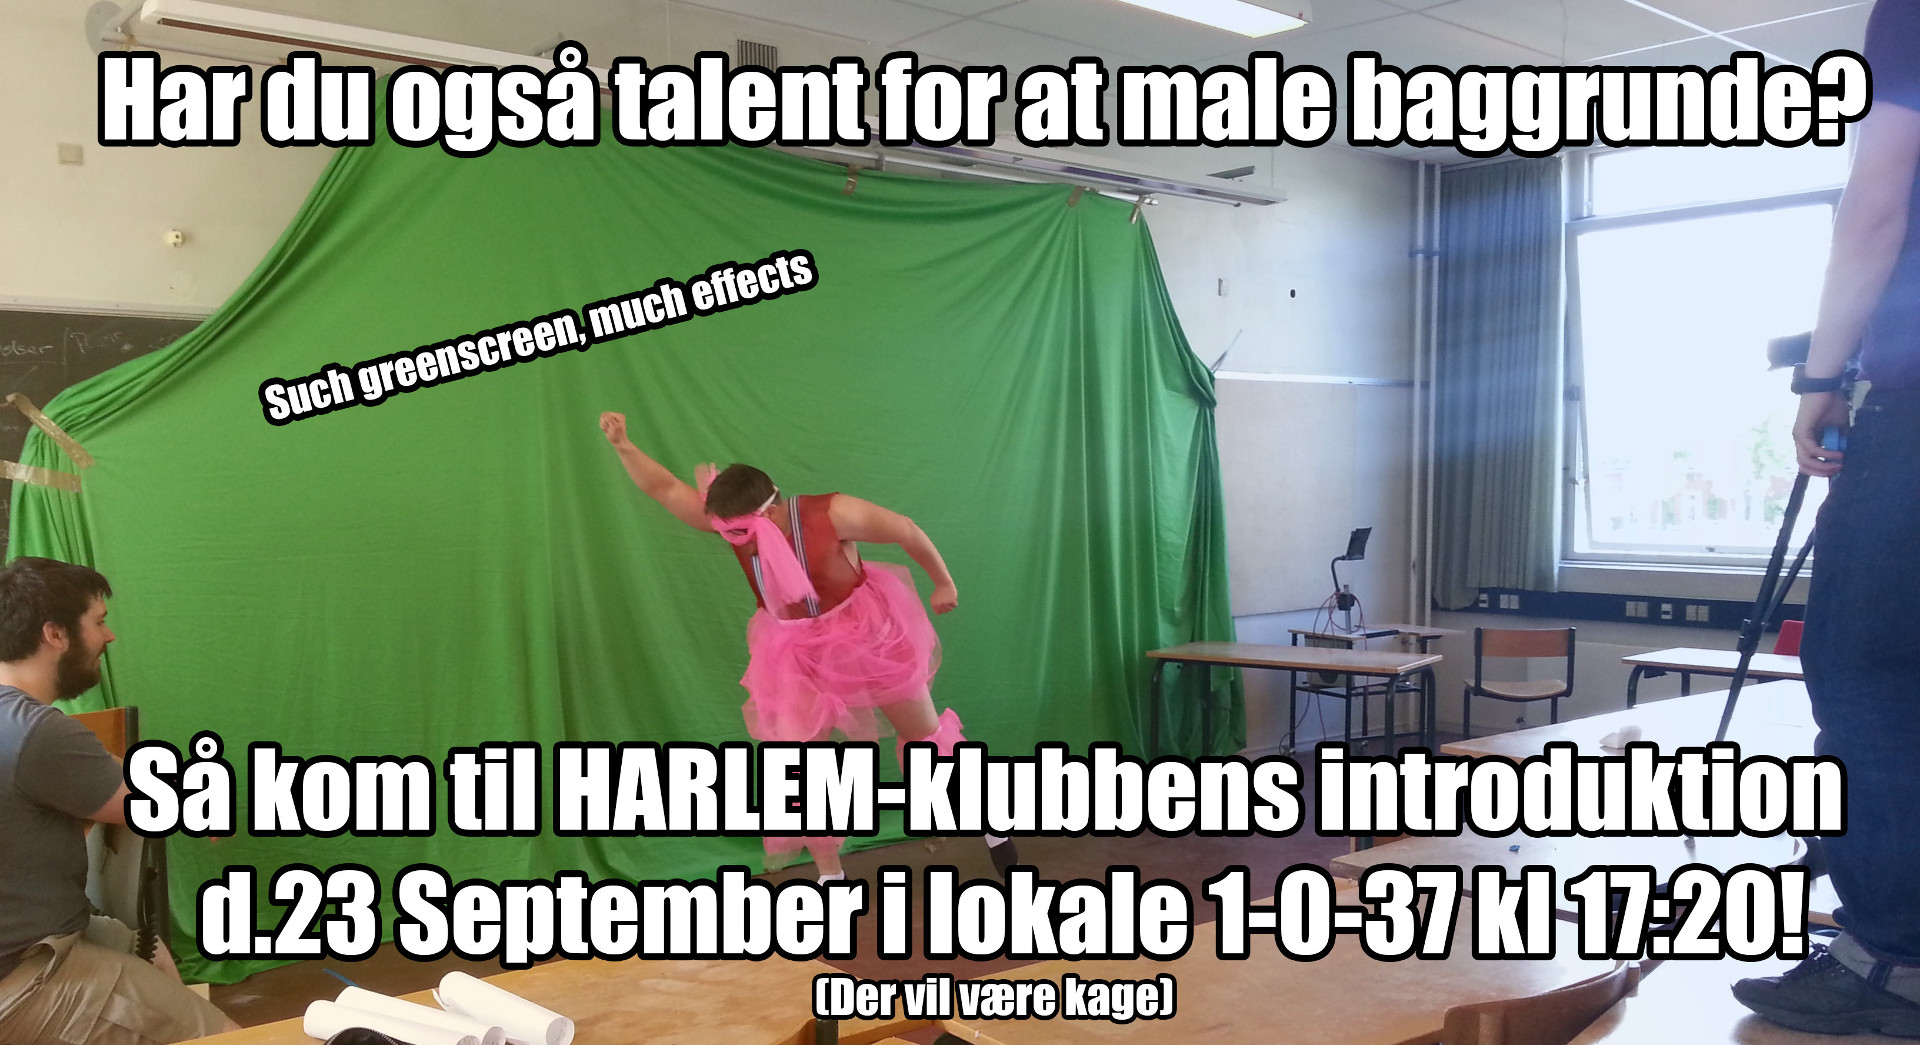 Har du også talent for at male baggrunde?
Such greenscreen, much effects
Så kom til HARLEM-klubbens introduktion
d.23 September i lokale 1-0-37 kl 17:20!
(Der vil være kage)